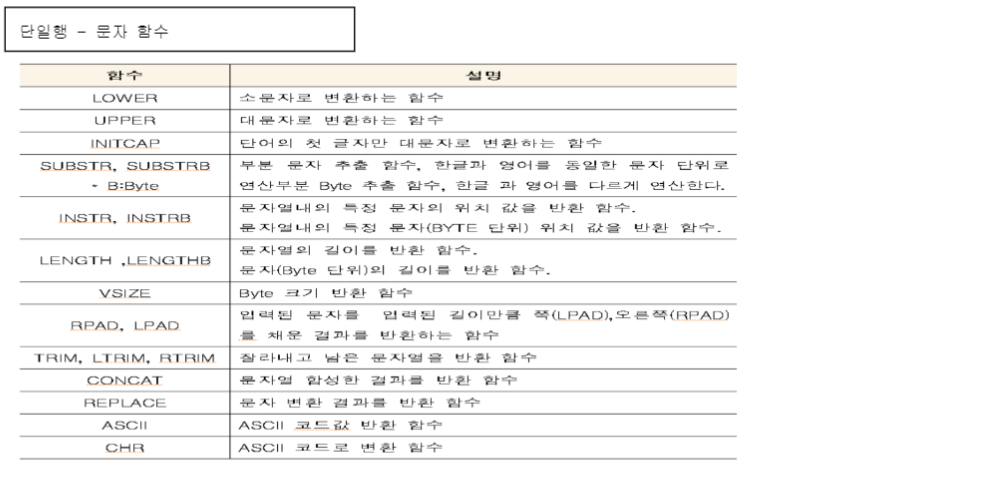 단일행 - 문자 함수
함수 설명
LOWER 소문자로 변환하는 함수
UPPER 대문자로 변환하는 함수
INITCAP 단어의 첫 글자만 대문자로 변환하는 함수
SUBSTR, SUBSTRB 부분 문자 추출 함수, 한글과 영어를 동일한 문자 단위로
- B:Byte 연산부분 Byte 추출 함수, 한글 과 영어를 다르게 연산한다.
INSTR, INSTRB 문자열내의 특정 문자의 위치 값을 반환 함수.
문자열내의 특정 문자(BYTE 단위) 위치 값을 반환 함수.
LENGTH ,LENGTHB 문자열의 길이를 반환 함수.
문자(Byte 단위)의 길이를 반환 함수.
VSIZE Byte 크기 반환 함수
RPAD, LPAD 입력된 문자를 입력된 길이만큼 쪽(LPAD),오른쪽(RPAD)
를 채운 결과를 반환하는 함수
TRIM, LTRIM, RTRIM 잘라내고 남은 문자열을 반환 함수
CONCAT 문자열 합성한 결과를 반환 함수
REPLACE 문자 변환 결과를 반환 함수
ASCII ASCII 코드값 반환 함수
CHR ASCII 코드로 변환 함수